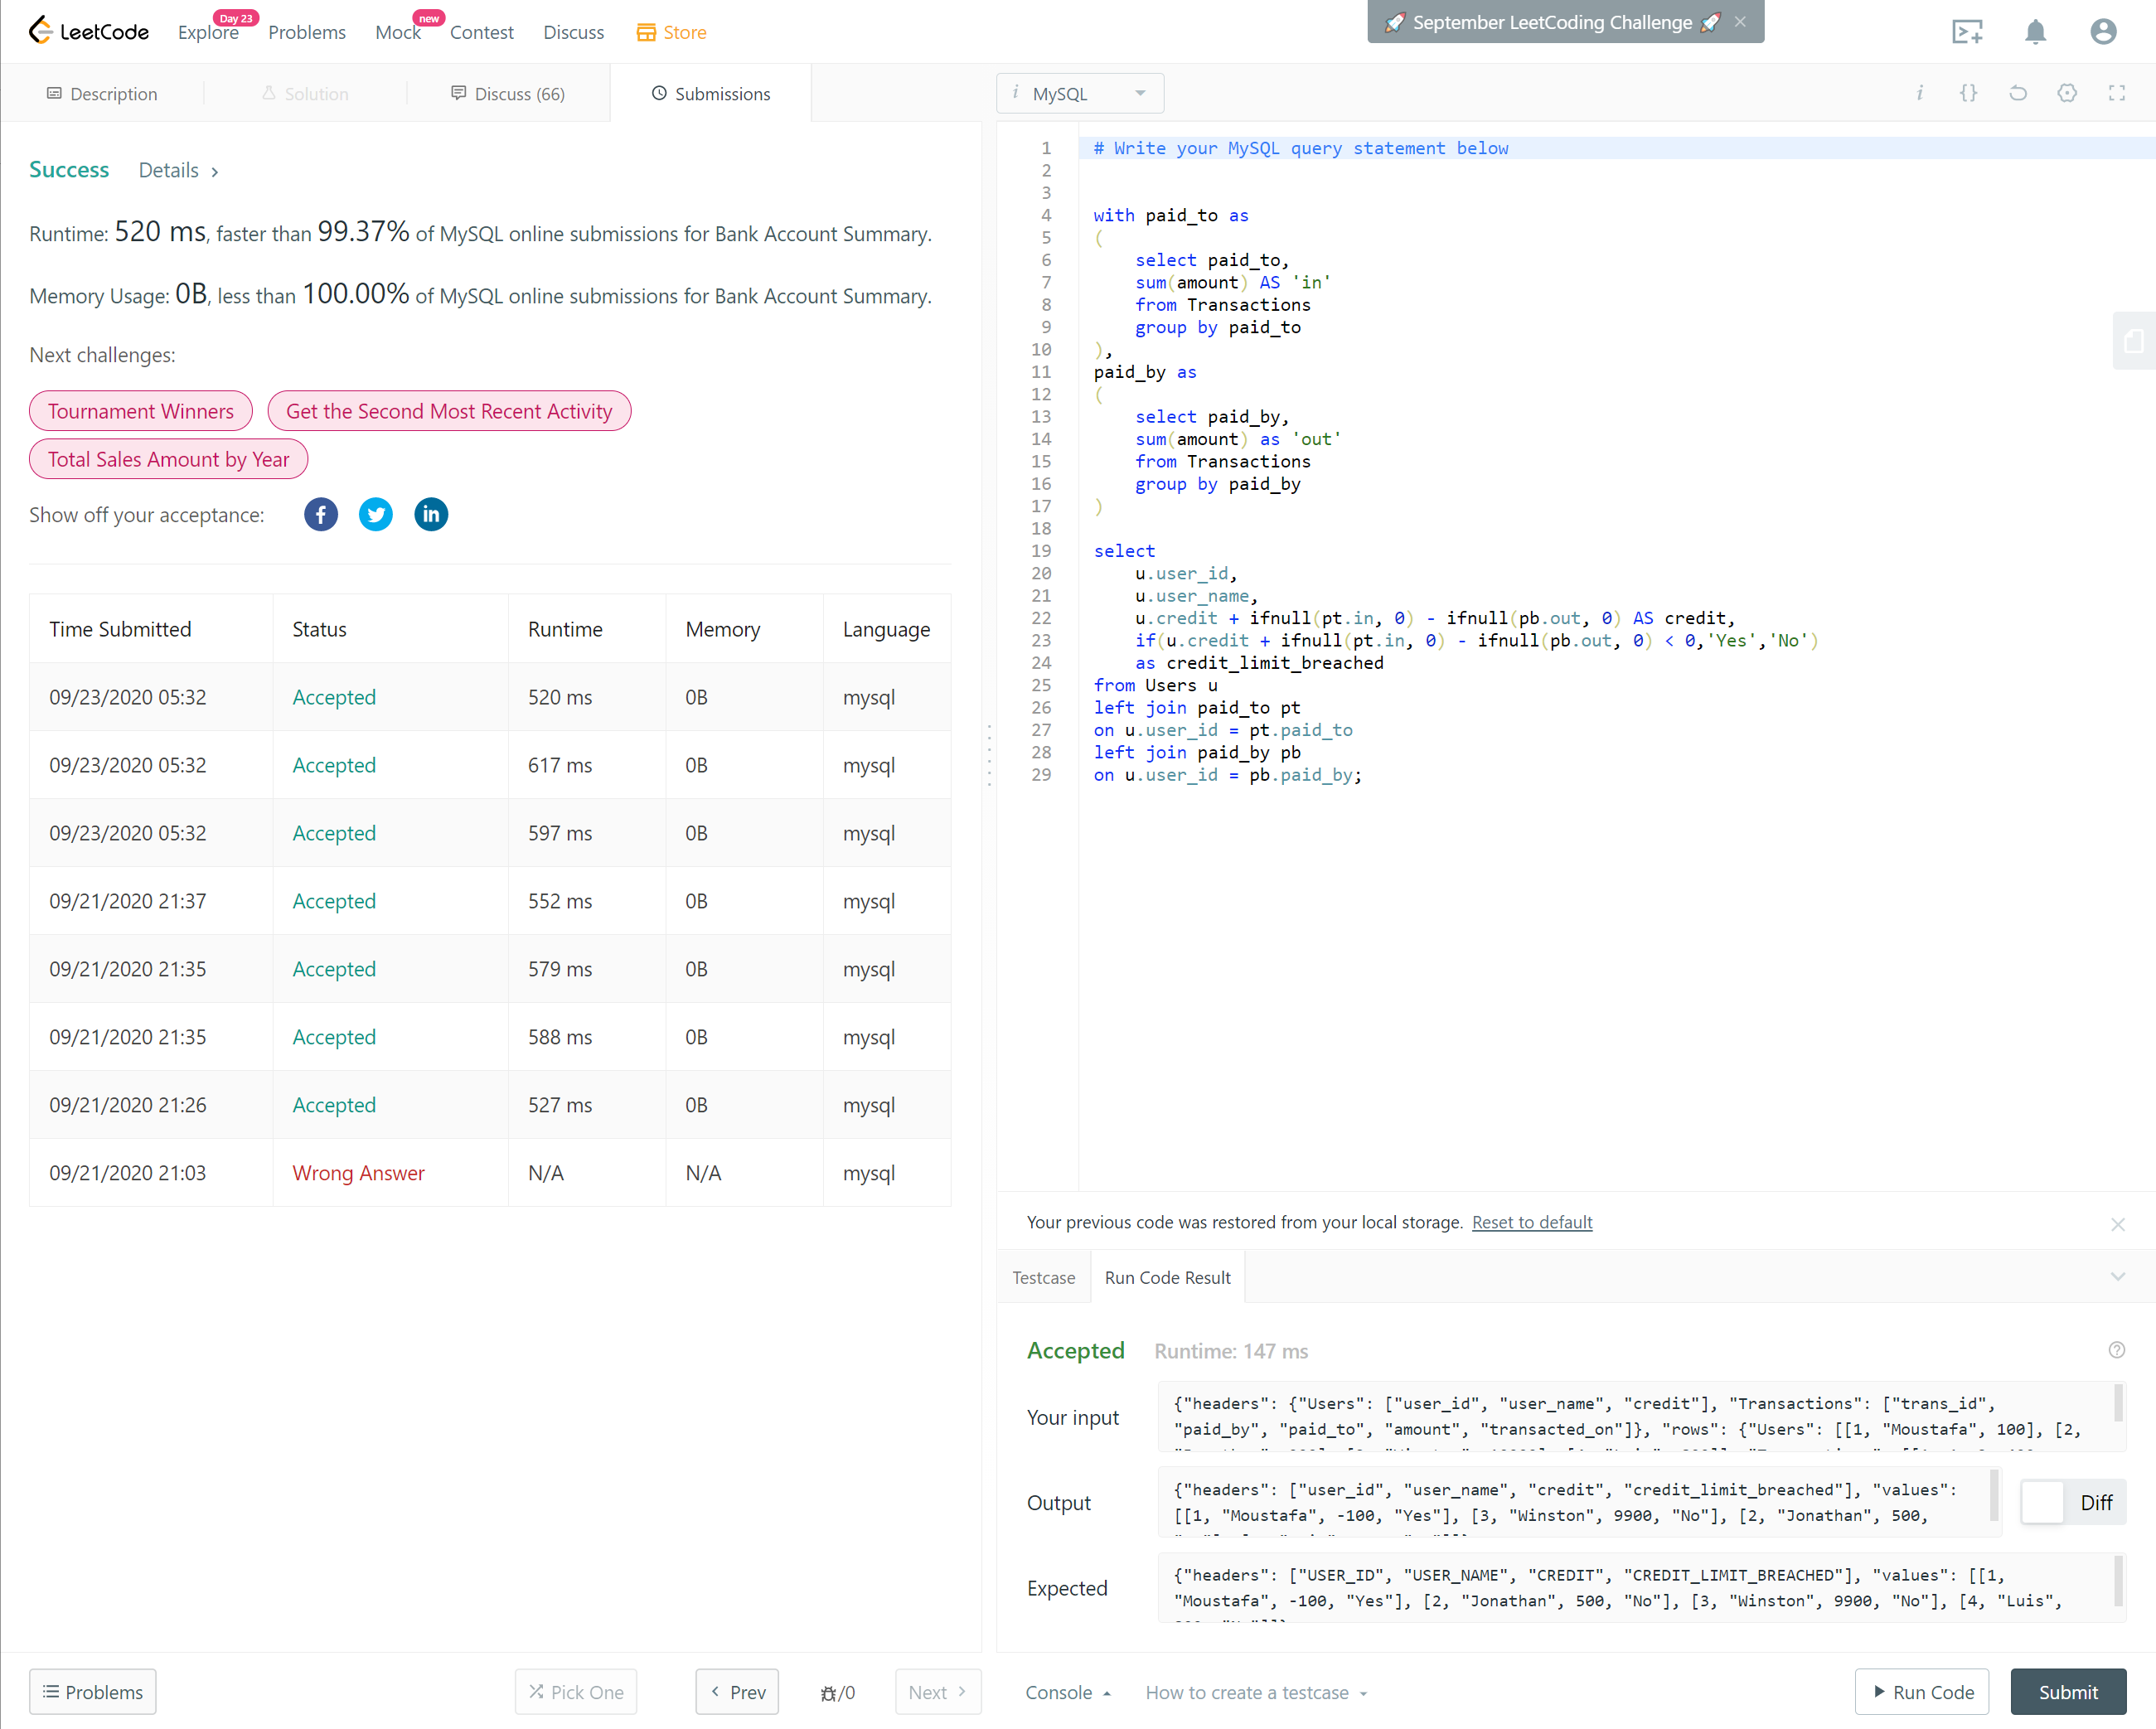 LeetCode
Explore
Day 23
Problems
Mock
new
Contest
Discuss
Store
🚀 September LeetCoding Challenge 🚀 ×
Description
Solution
Discuss (66)
Submissions
i MySQL
Success Details >
Runtime: 520 ms, faster than 99.37% of MySQL online submissions for Bank Account Summary.
Memory Usage: 0B, less than 100.00% of MySQL online submissions for Bank Account Summary.
Next challenges:
Tournament Winners
Get the Second Most Recent Activity
Total Sales Amount by Year
Show off your acceptance:
Time Submitted Status Runtime Memory Language
09/23/2020 05:32 Accepted 520 ms 0B mysql
09/23/2020 05:32 Accepted 617 ms 0B mysql
09/23/2020 05:32 Accepted 597 ms 0B mysql
09/21/2020 21:37 Accepted 552 ms 0B mysql
09/21/2020 21:35 Accepted 579 ms 0B mysql
09/21/2020 21:35 Accepted 588 ms 0B mysql
09/21/2020 21:26 Accepted 527 ms 0B mysql
09/21/2020 21:03 Wrong Answer N/A N/A mysql
Problems
Pick One
< Prev
/0
Next >
1 # Write your MySQL query statement below
2
3
4 with paid_to as
5 (
6     select paid_to,
7     sum(amount) AS 'in'
8     from Transactions
9     group by paid_to
10 ),
11 paid_by as
12 (
13     select paid_by,
14     sum(amount) as 'out'
15     from Transactions
16     group by paid_by
17 )
18
19 select
20     u.user_id,
21     u.user_name,
22     u.credit + ifnull(pt.in, 0) - ifnull(pb.out, 0) AS credit,
23     if(u.credit + ifnull(pt.in, 0) - ifnull(pb.out, 0) < 0,'Yes','No')
24     as credit_limit_breached
25 from Users u
26 left join paid_to pt
27 on u.user_id = pt.paid_to
28 left join paid_by pb
29 on u.user_id = pb.paid_by;
Your previous code was restored from your local storage. Reset to default
Testcase
Run Code Result
Accepted Runtime: 147 ms
Your input
{"headers": {"Users": ["user_id", "user_name", "credit"], "Transactions": ["trans_id",
"paid_by", "paid_to", "amount", "transacted_on"]}, "rows": {"Users": [[1, "Moustafa", 100], [2,
Output
{"headers": ["user_id", "user_name", "credit", "credit_limit_breached"], "values":
[[1, "Moustafa", -100, "Yes"], [3, "Winston", 9900, "No"], [2, "Jonathan", 500,
Diff
Expected
{"headers": ["USER_ID", "USER_NAME", "CREDIT", "CREDIT_LIMIT_BREACHED"], "values": [[1,
"Moustafa", -100, "Yes"], [2, "Jonathan", 500, "No"], [3, "Winston", 9900, "No"], [4, "Luis",
Console
How to create a testcase
Run Code
Submit